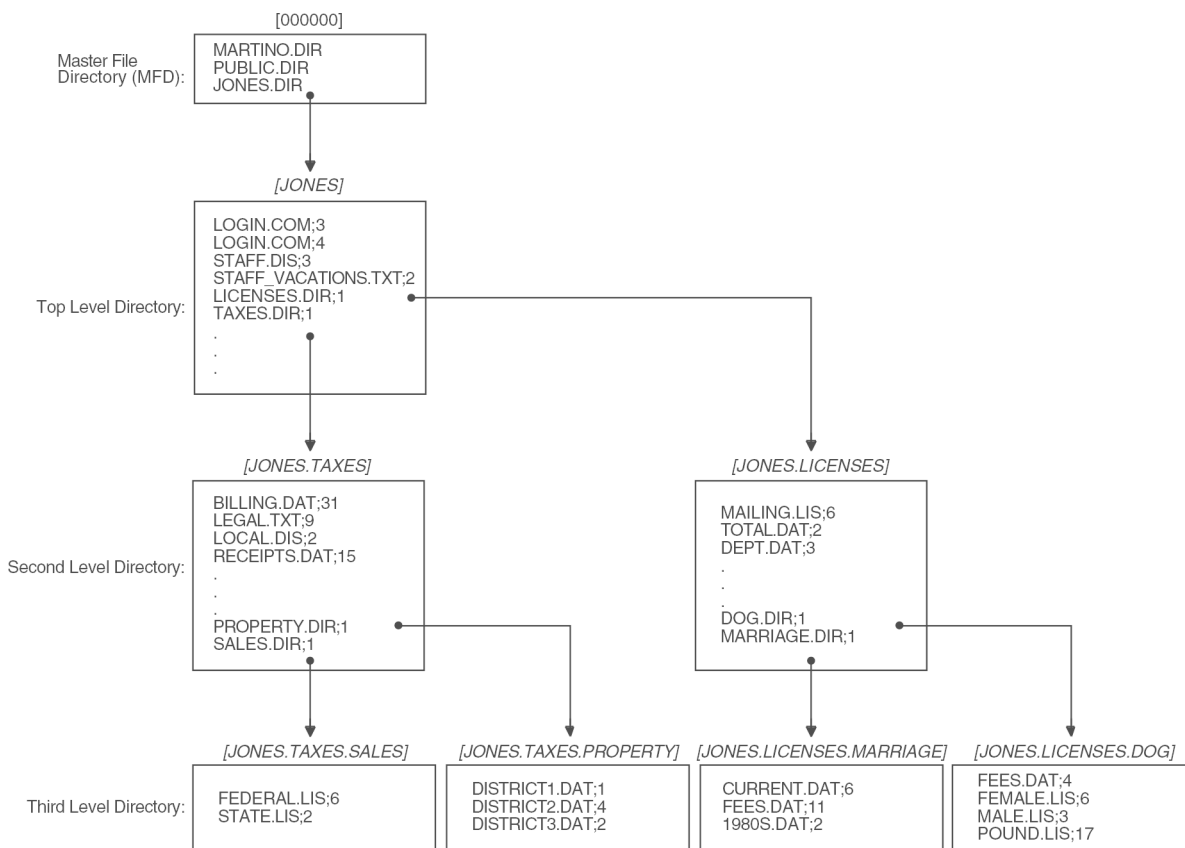 [000000]
Master File
Directory (MFD):
MARTINO.DIR
PUBLIC.DIR
JONES.DIR
[JONES]
Top Level Directory:
LOGIN.COM;3
LOGIN.COM;4
STAFF.DIS;3
STAFF_VACATIONS.TXT;2
LICENSES.DIR;1
TAXES.DIR;1
.
.
.
[JONES.TAXES]
Second Level Directory:
BILLING.DAT;31
LEGAL.TXT;9
LOCAL.DIS;2
RECEIPTS.DAT;15
.
.
.
PROPERTY.DIR;1
SALES.DIR;1
[JONES.LICENSES]
MAILING.LIS;6
TOTAL.DAT;2
DEPT.DAT;3
.
.
.
DOG.DIR;1
MARRIAGE.DIR;1
Third Level Directory:
[JONES.TAXES.SALES]
FEDERAL.LIS;6
STATE.LIS;2
[JONES.TAXES.PROPERTY]
DISTRICT1.DAT;1
DISTRICT2.DAT;4
DISTRICT3.DAT;2
[JONES.LICENSES.MARRIAGE]
CURRENT.DAT;6
FEES.DAT;11
1980S.DAT;2
[JONES.LICENSES.DOG]
FEES.DAT;4
FEMALE.LIS;6
MALE.LIS;3
POUND.LIS;17